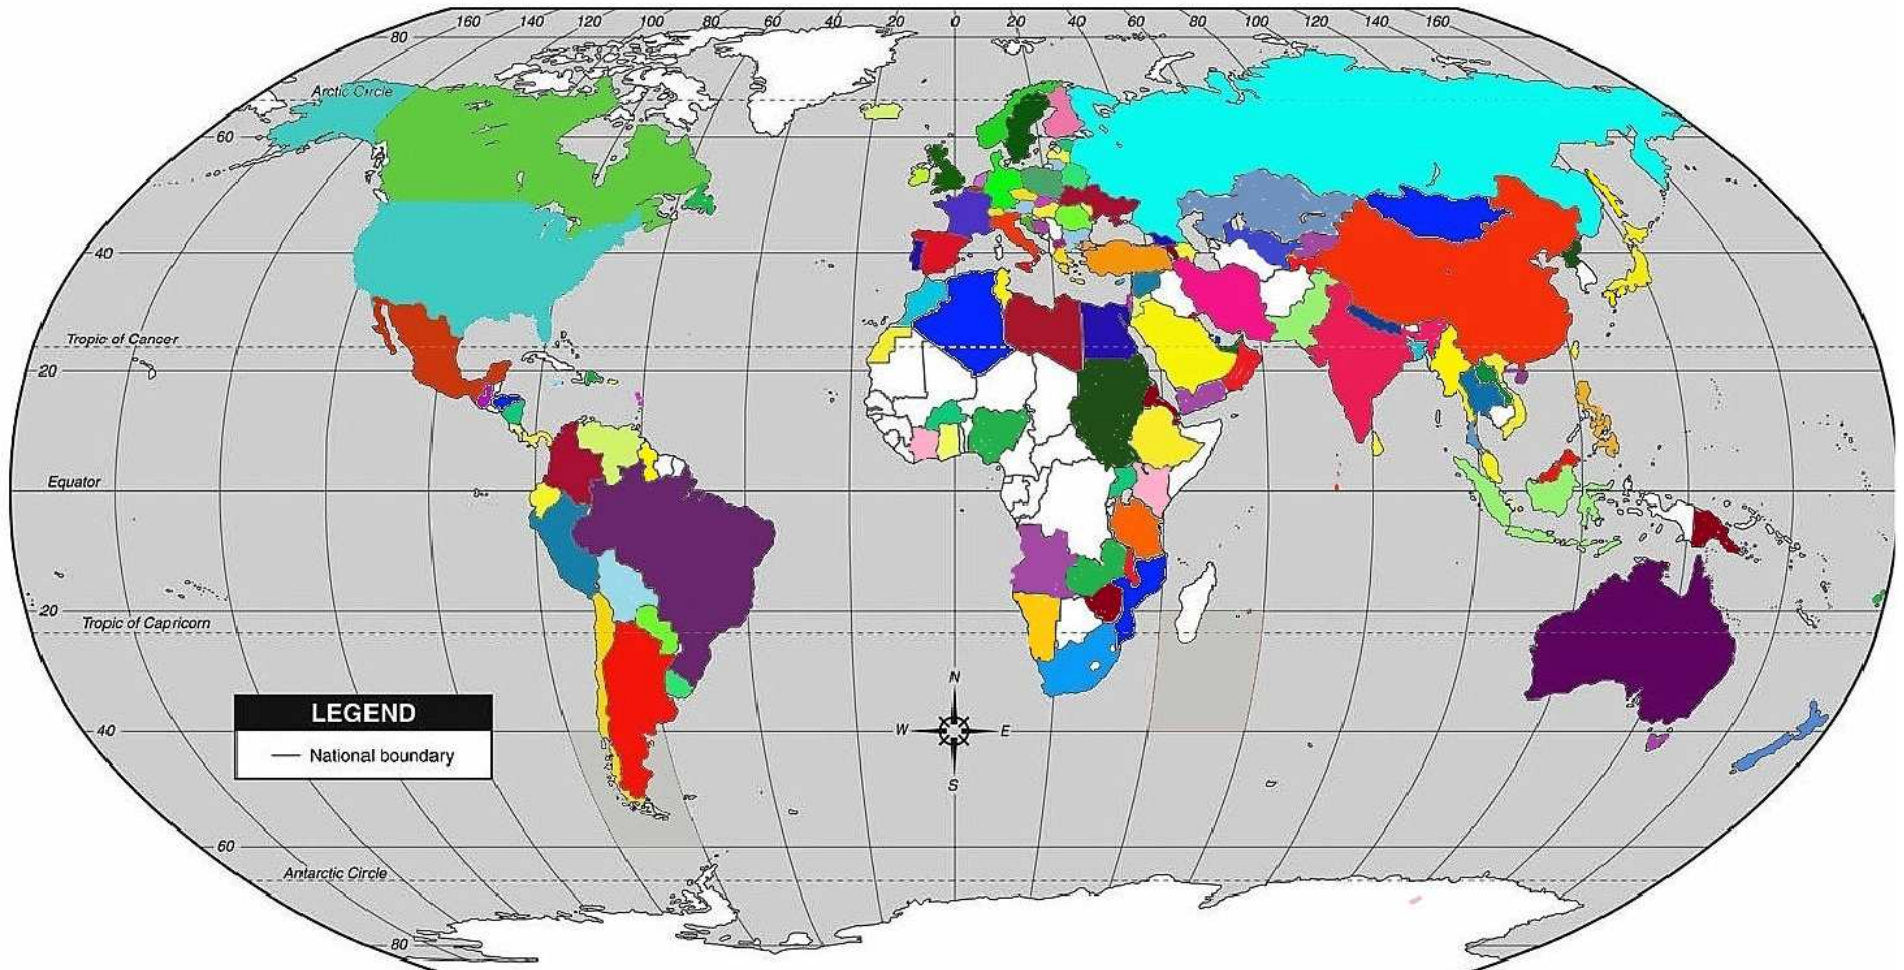 160 140 120 100 80 60 40 20 0 20 40 60 80 100 120 140 160
80
Arctic Circle
60
40
Tropic of Cancer
20
Equator
20
Tropic of Capricorn
N
W E
S
LEGEND
National boundary
40
60
Antarctic Circle
80